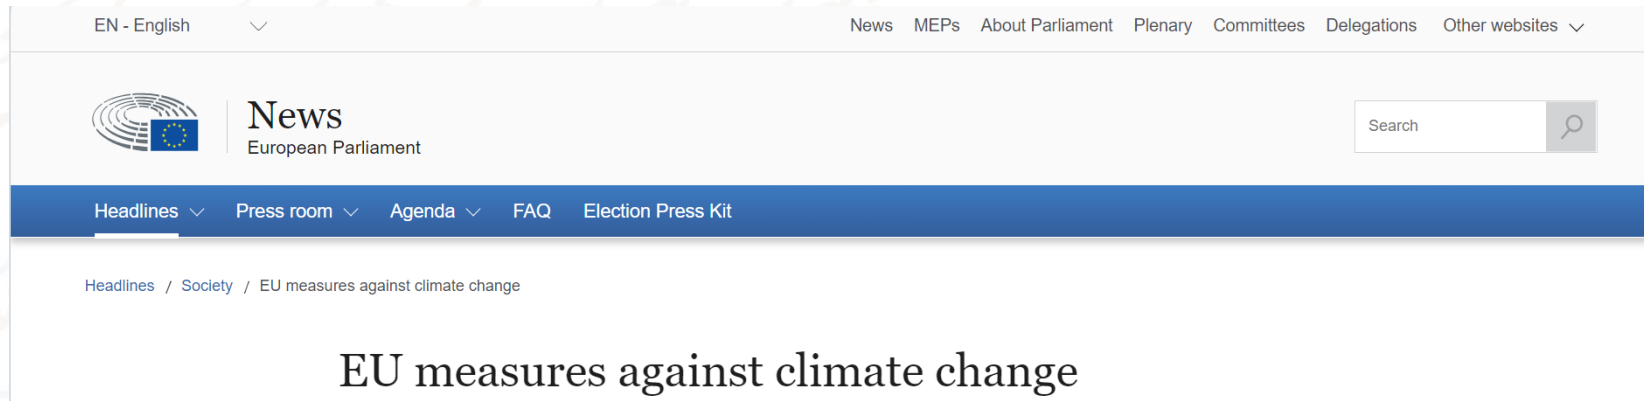 EN - English
News MEPs About Parliament Plenary Committees Delegations Other websites
News
European Parliament
Search
Headlines Press room Agenda FAQ Election Press Kit
Headlines / Society / EU measures against climate change
EU measures against climate change